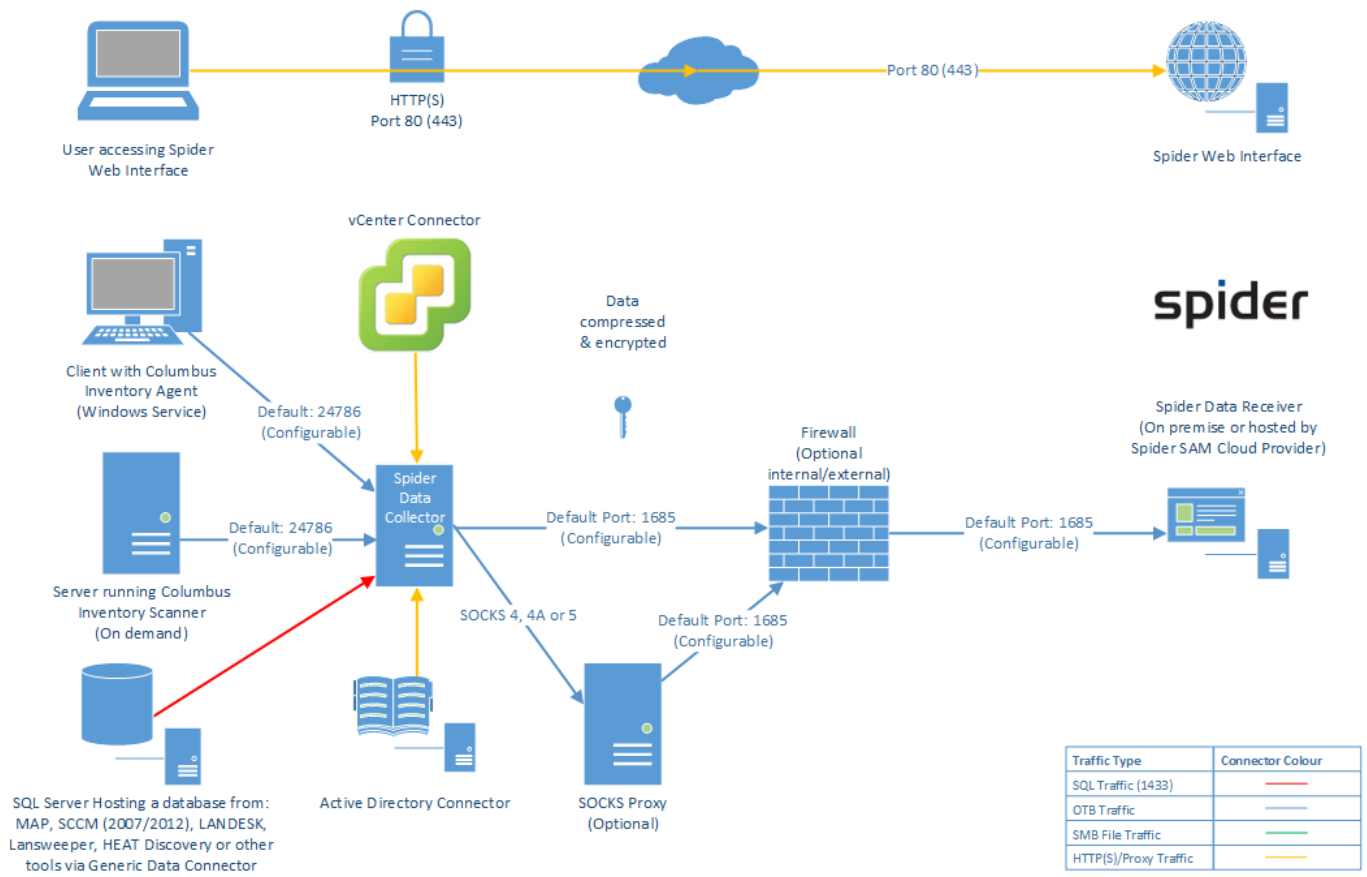 HTTP(S)
Port 80 (443)
Port 80 (443)
User accessing Spider
Web Interface
Spider Web Interface
vCenter Connector
Data
compressed
& encrypted
spider
Client with Columbus
Inventory Agent
(Windows Service)
Default: 24786
(Configurable)
Spider Data Receiver
(On premise or hosted by
Spider SAM Cloud Provider)
Firewall
(Optional
internal/external)
Spider
Data
Collector
Default: 24786
(Configurable)
Default Port: 1685
(Configurable)
Default Port: 1685
(Configurable)
Server running Columbus
Inventory Scanner
(On demand)
SOCKS 4, 4A or 5
Default Port: 1685
(Configurable)
SQL Server Hosting a database from:
MAP, SCCM (2007/2012), LANDESK,
Lansweeper, HEAT Discovery or other
tools via Generic Data Connector
Active Directory Connector
SOCKS Proxy
(Optional)
Traffic Type Connector Colour
SQL Traffic (1433)
OTB Traffic
SMB File Traffic
HTTP(S)/Proxy Traffic